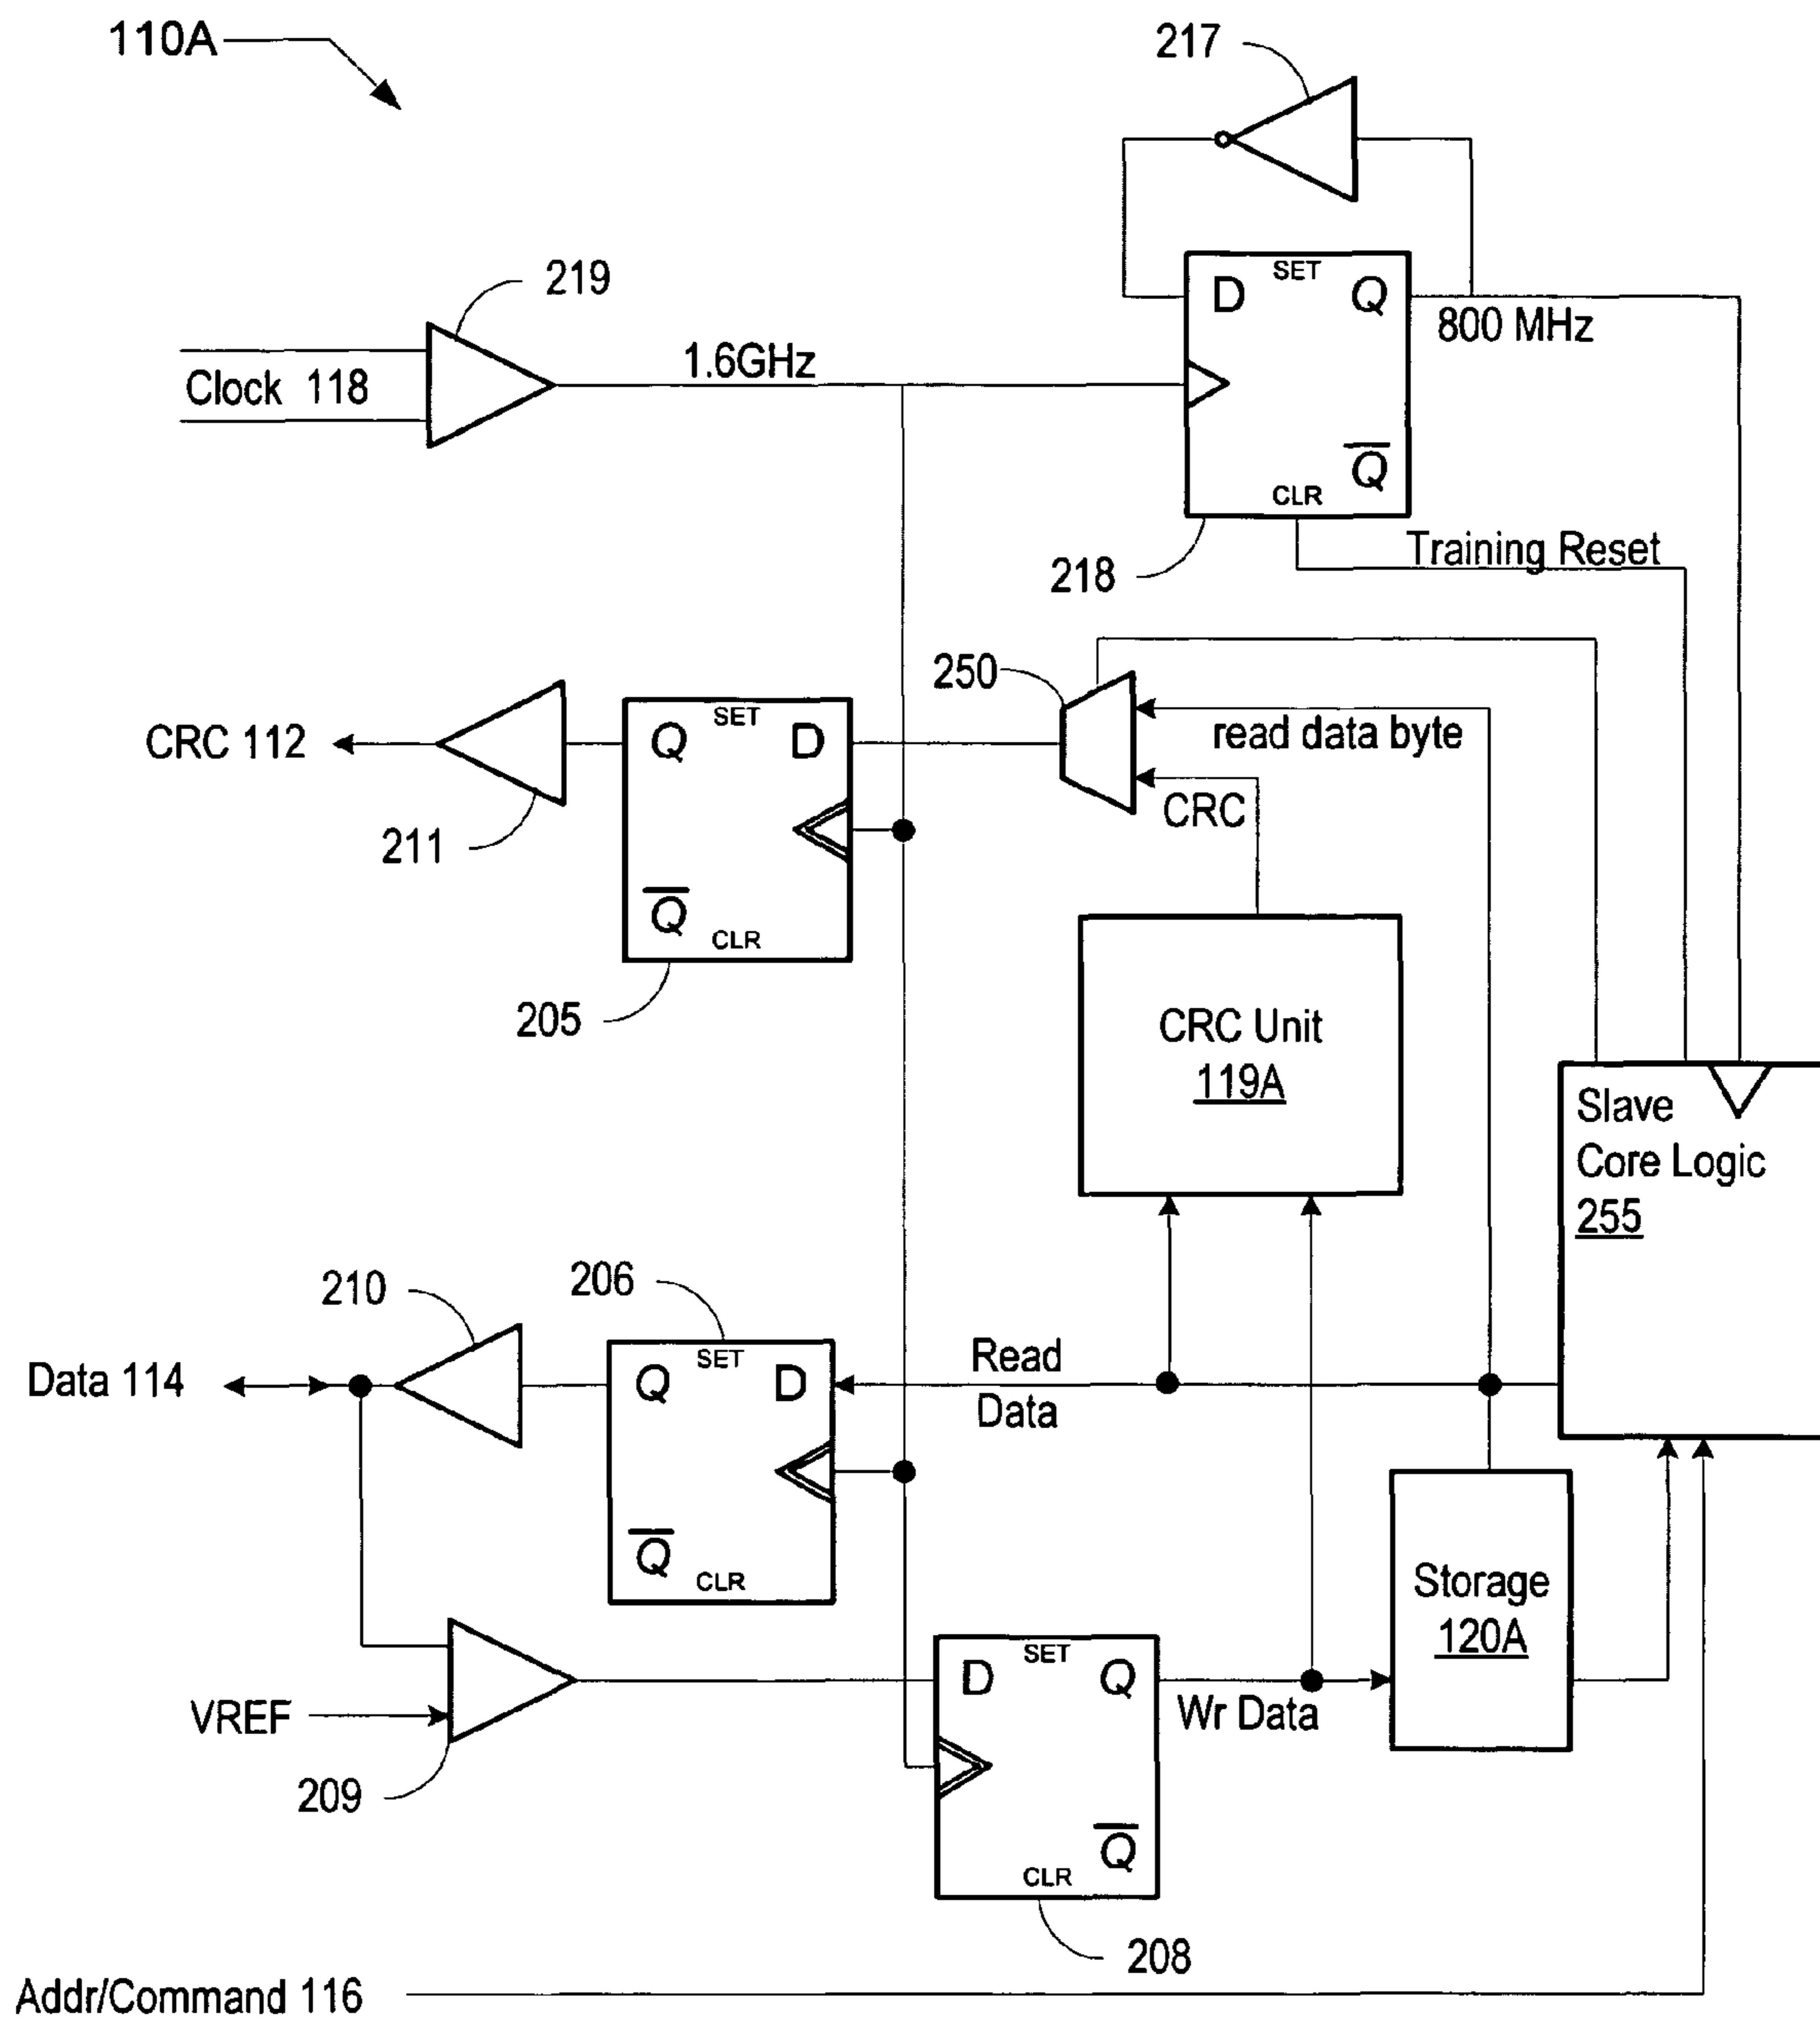 110A
217
219
SET
D
Q
800 MHz
1.6GHz
Clock 118
Q
CLR
Training Reset
218
250
SET
Q
D
read data byte
CRC 112
CRC
211
Q
CLR
205
CRC Unit
119A
Slave
Core Logic
255
206
210
SET
Q
D
Read
Data
Data 114
Q
CLR
Storage
120A
SET
D
Q
Wr Data
VREF
209
Q
CLR
208
Addr/Command 116